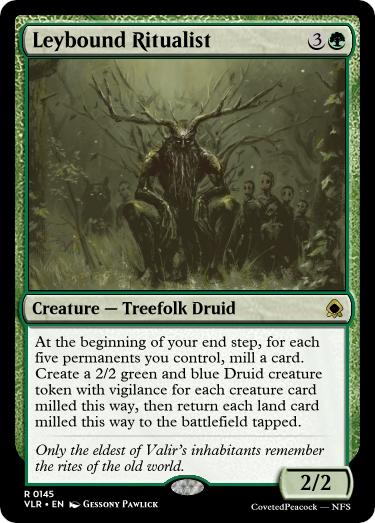 Leybound Ritualist 3
Creature — Treefolk Druid
At the beginning of your end step, for each
five permanents you control, mill a card.
Create a 2/2 green and blue Druid creature
token with vigilance for each creature card
milled this way, then return each land card
milled this way to the battlefield tapped.
Only the eldest of Valir's inhabitants remember
the rites of the old world.
2/2
R 0145
VLR • EN Gessony Pawlick
CovetedPeacock — NFS